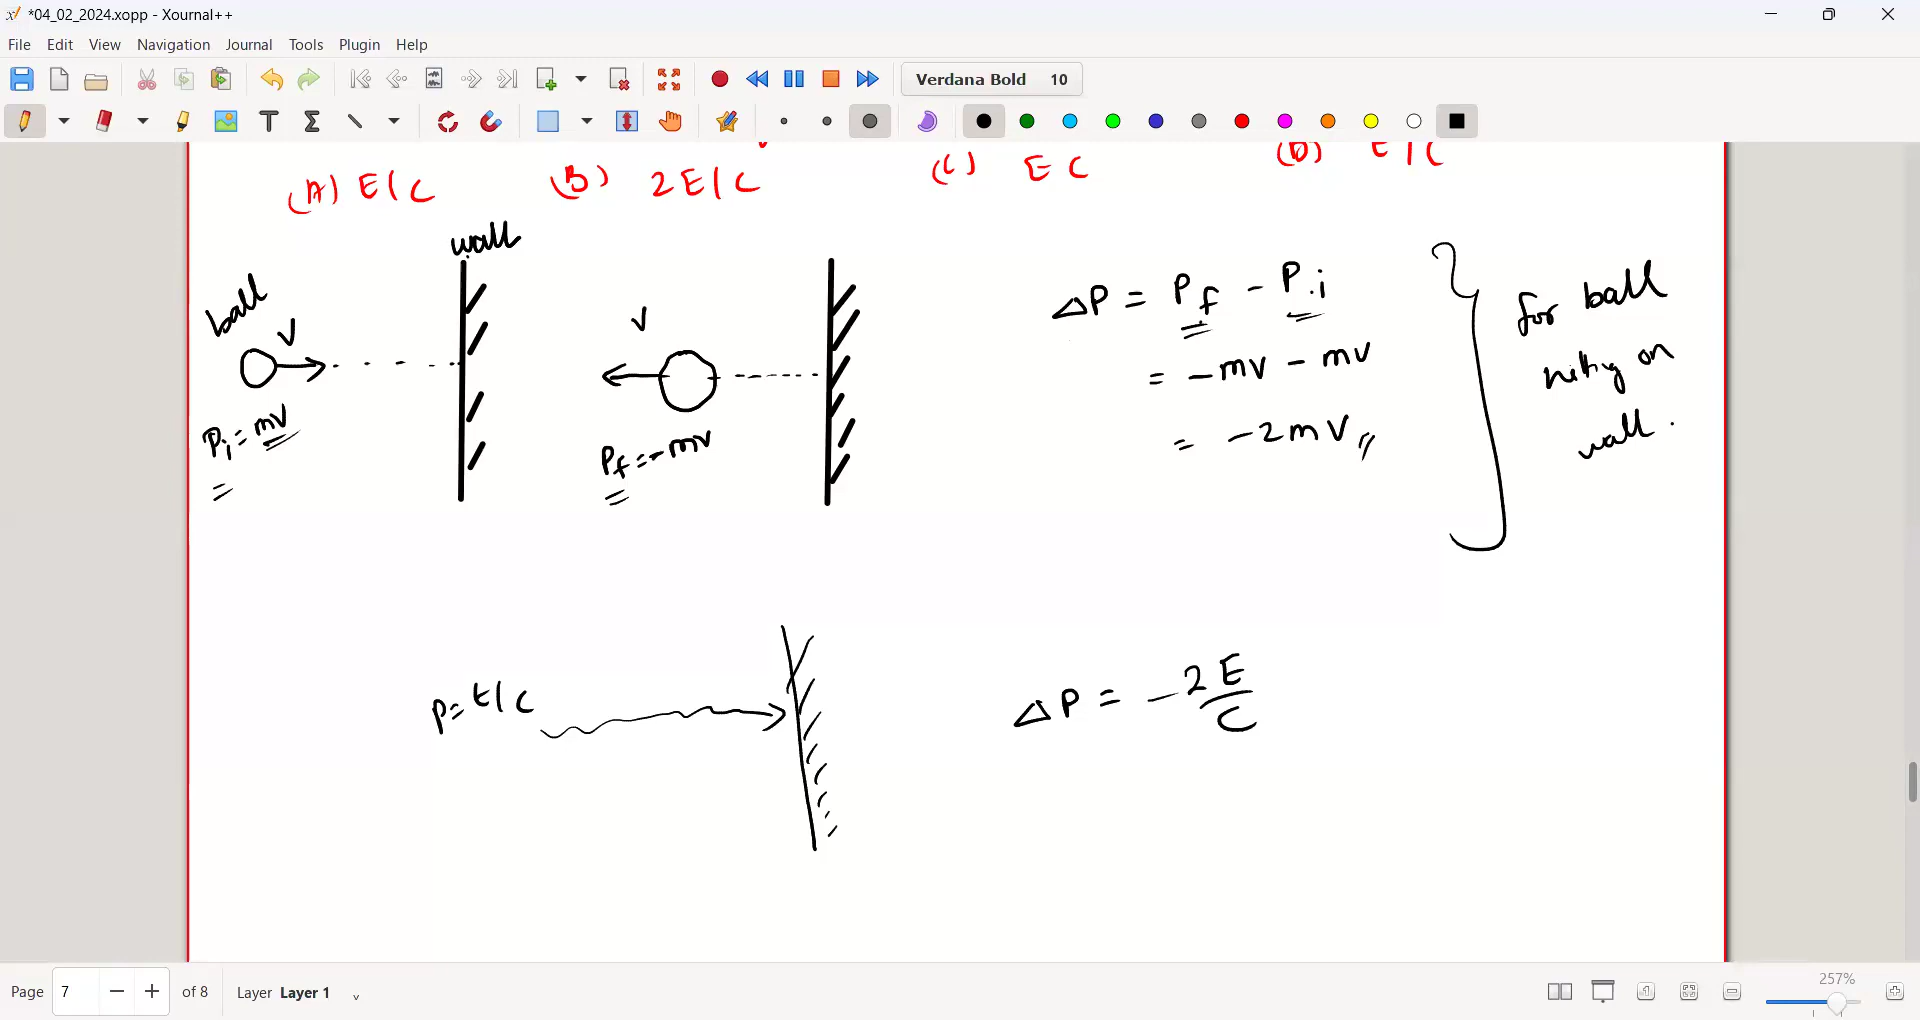 *04_02_2024.xopp - Xournal++
File Edit View Navigation Journal Tools Plugin Help
Verdana Bold 10
(A) E/C (B) 2E/C (C) EC (D) E/C
wall
ball
V
Pi = mv
V
Pf = -mv
ΔP = Pf - Pi
= -mv - mv
= -2mv
for ball
hitting on
wall.
P = E/C
ΔP = -2E/C
Page 7 of 8 Layer Layer 1
257%